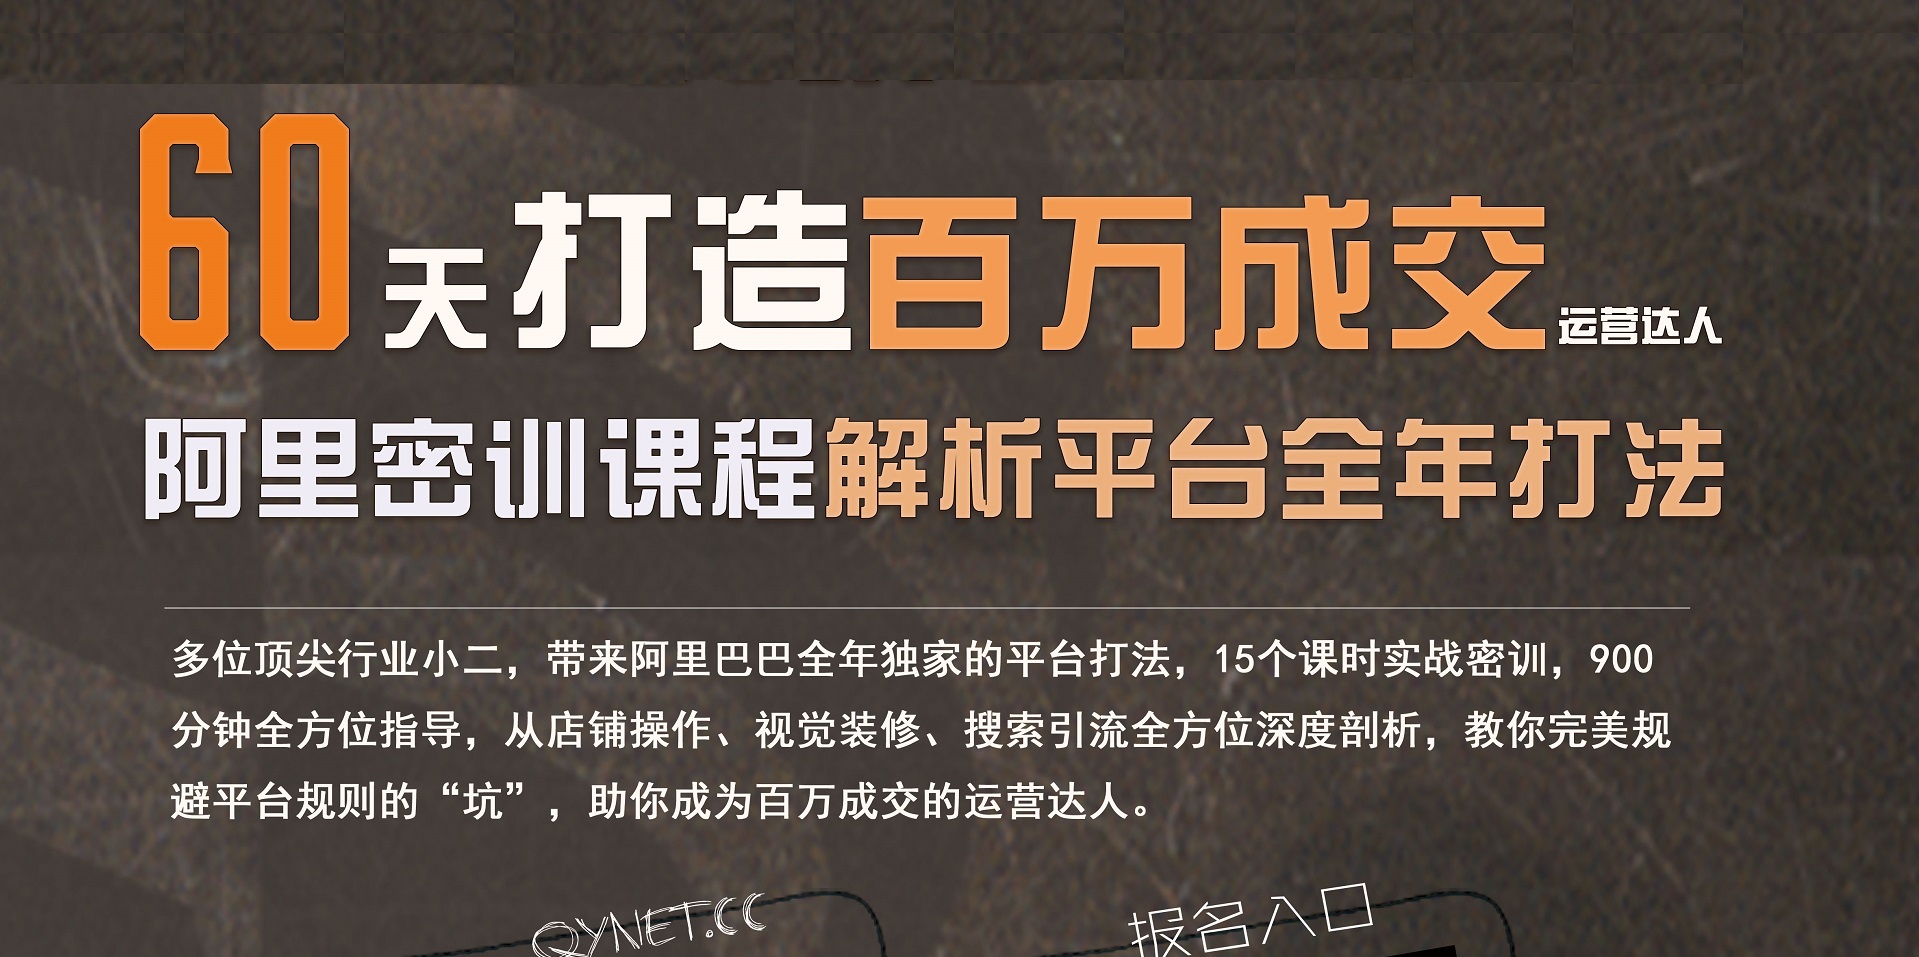 60天打造百万成交运营达人
阿里密训课程解析平台全年打法
多位顶尖行业小二，带来阿里巴巴全年独家的平台打法，15个课时实战密训，900
分钟全方位指导，从店铺操作、视觉装修、搜索引流全方位深度剖析，教你完美规
避平台规则的“坑”，助你成为百万成交的运营达人。
QYNET.CC
报名入口